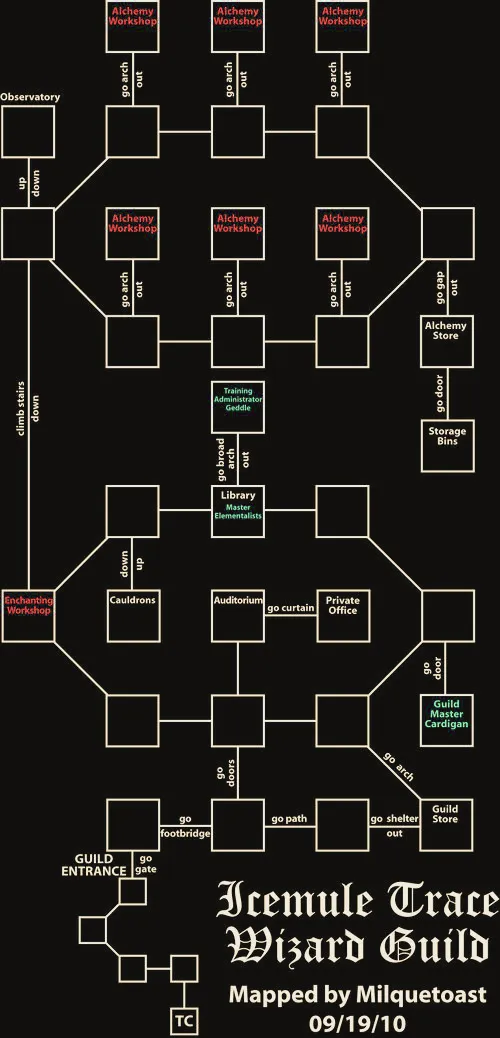 Alchemy
Workshop
Alchemy
Workshop
Alchemy
Workshop
go arch
out
go arch
out
go arch
out
Observatory
up
down
Alchemy
Workshop
Alchemy
Workshop
Alchemy
Workshop
go arch
out
go arch
out
go arch
out
go gap
out
Alchemy
Store
go door
Storage
Bins
climb stairs
down
Training
Administrator
Geddle
go broad
arch
out
Library
Master
Elementalists
down
up
Enchanting
Workshop
Cauldrons
Auditorium
go curtain
Private
Office
go
door
Guild
Master
Cardigan
go
doors
go arch
go
footbridge
go path
go shelter
out
Guild
Store
GUILD
ENTRANCE
go
gate
TC
Icemule Trace
Wizard Guild
Mapped by Milquetoast
09/19/10